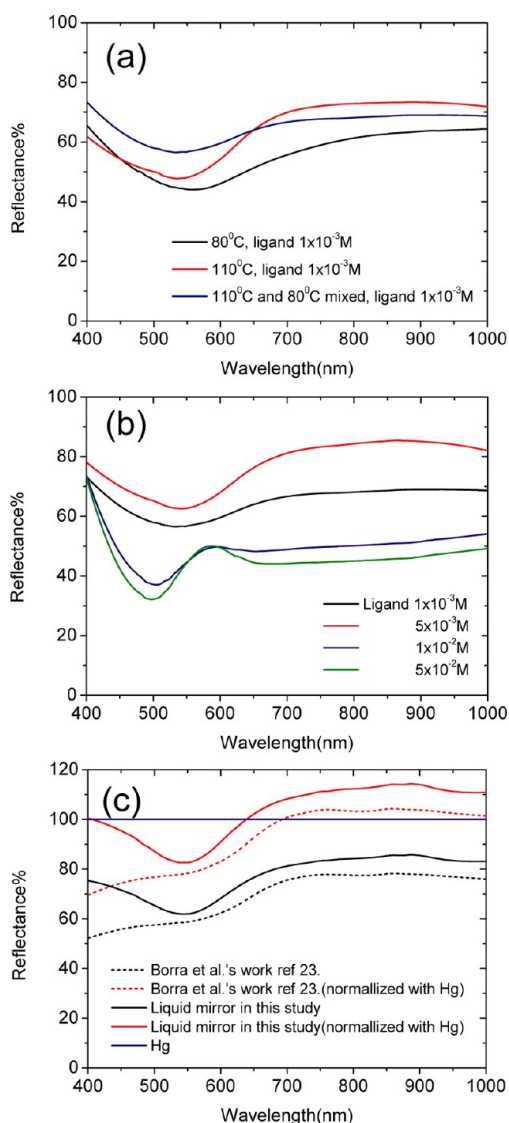 100
(a)
80
60
40
20
0
Reflectance%
80⁰C, ligand 1x10⁻³M
110⁰C, ligand 1x10⁻³M
110⁰C and 80⁰C mixed, ligand 1x10⁻³M
400 500 600 700 800 900 1000
Wavelength(nm)
100
(b)
80
60
40
20
0
Reflectance%
Ligand 1x10⁻³M
5x10⁻³M
1x10⁻²M
5x10⁻²M
400 500 600 700 800 900 1000
Wavelength(nm)
120
(c)
100
80
60
40
20
0
Reflectance%
Borra et al.'s work ref 23.
Borra et al.'s work ref 23.(normallized with Hg)
Liquid mirror in this study
Liquid mirror in this study(normallized with Hg)
Hg
400 500 600 700 800 900 1000
Wavelength(nm)